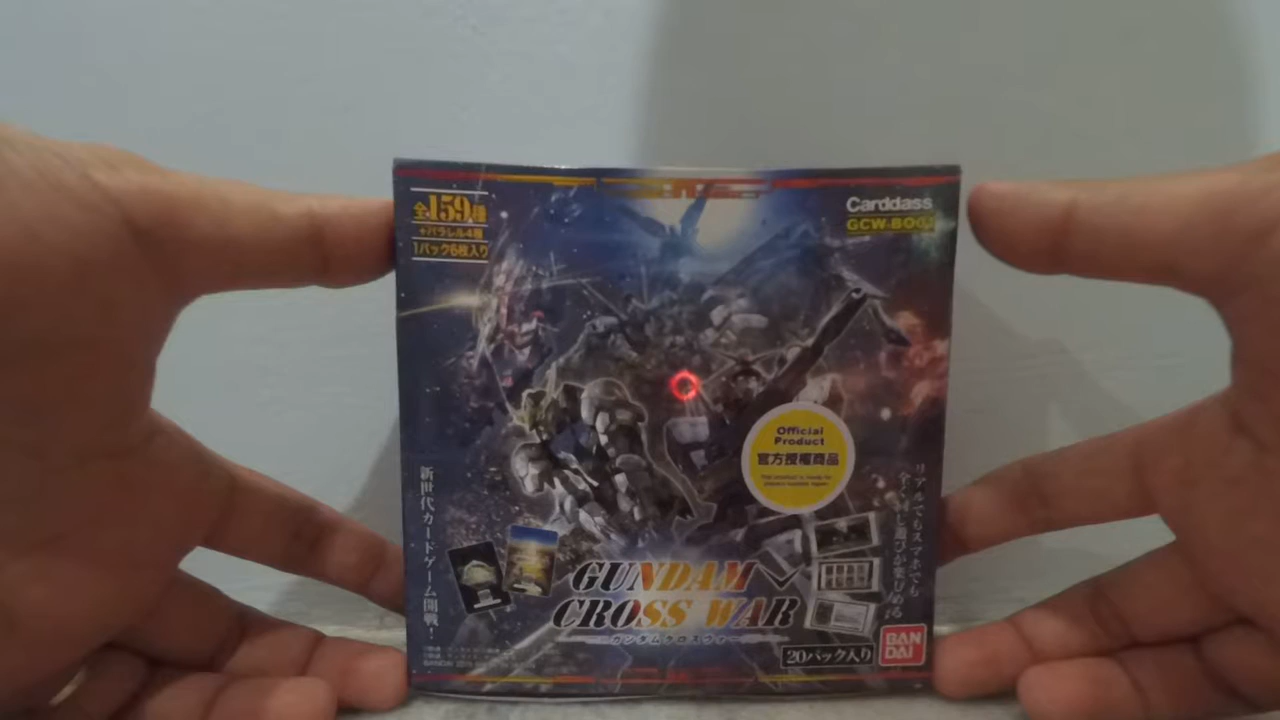 全159種
+パラレル4種
1パック6枚入り
Carddass
Official
Product
官方授權商品
新世代カードゲーム開戦！
リアルでもスマホでも
GUNDAM
CROSS WAR
ガンダムクロスウォー
20パック入り
BAN
DAI